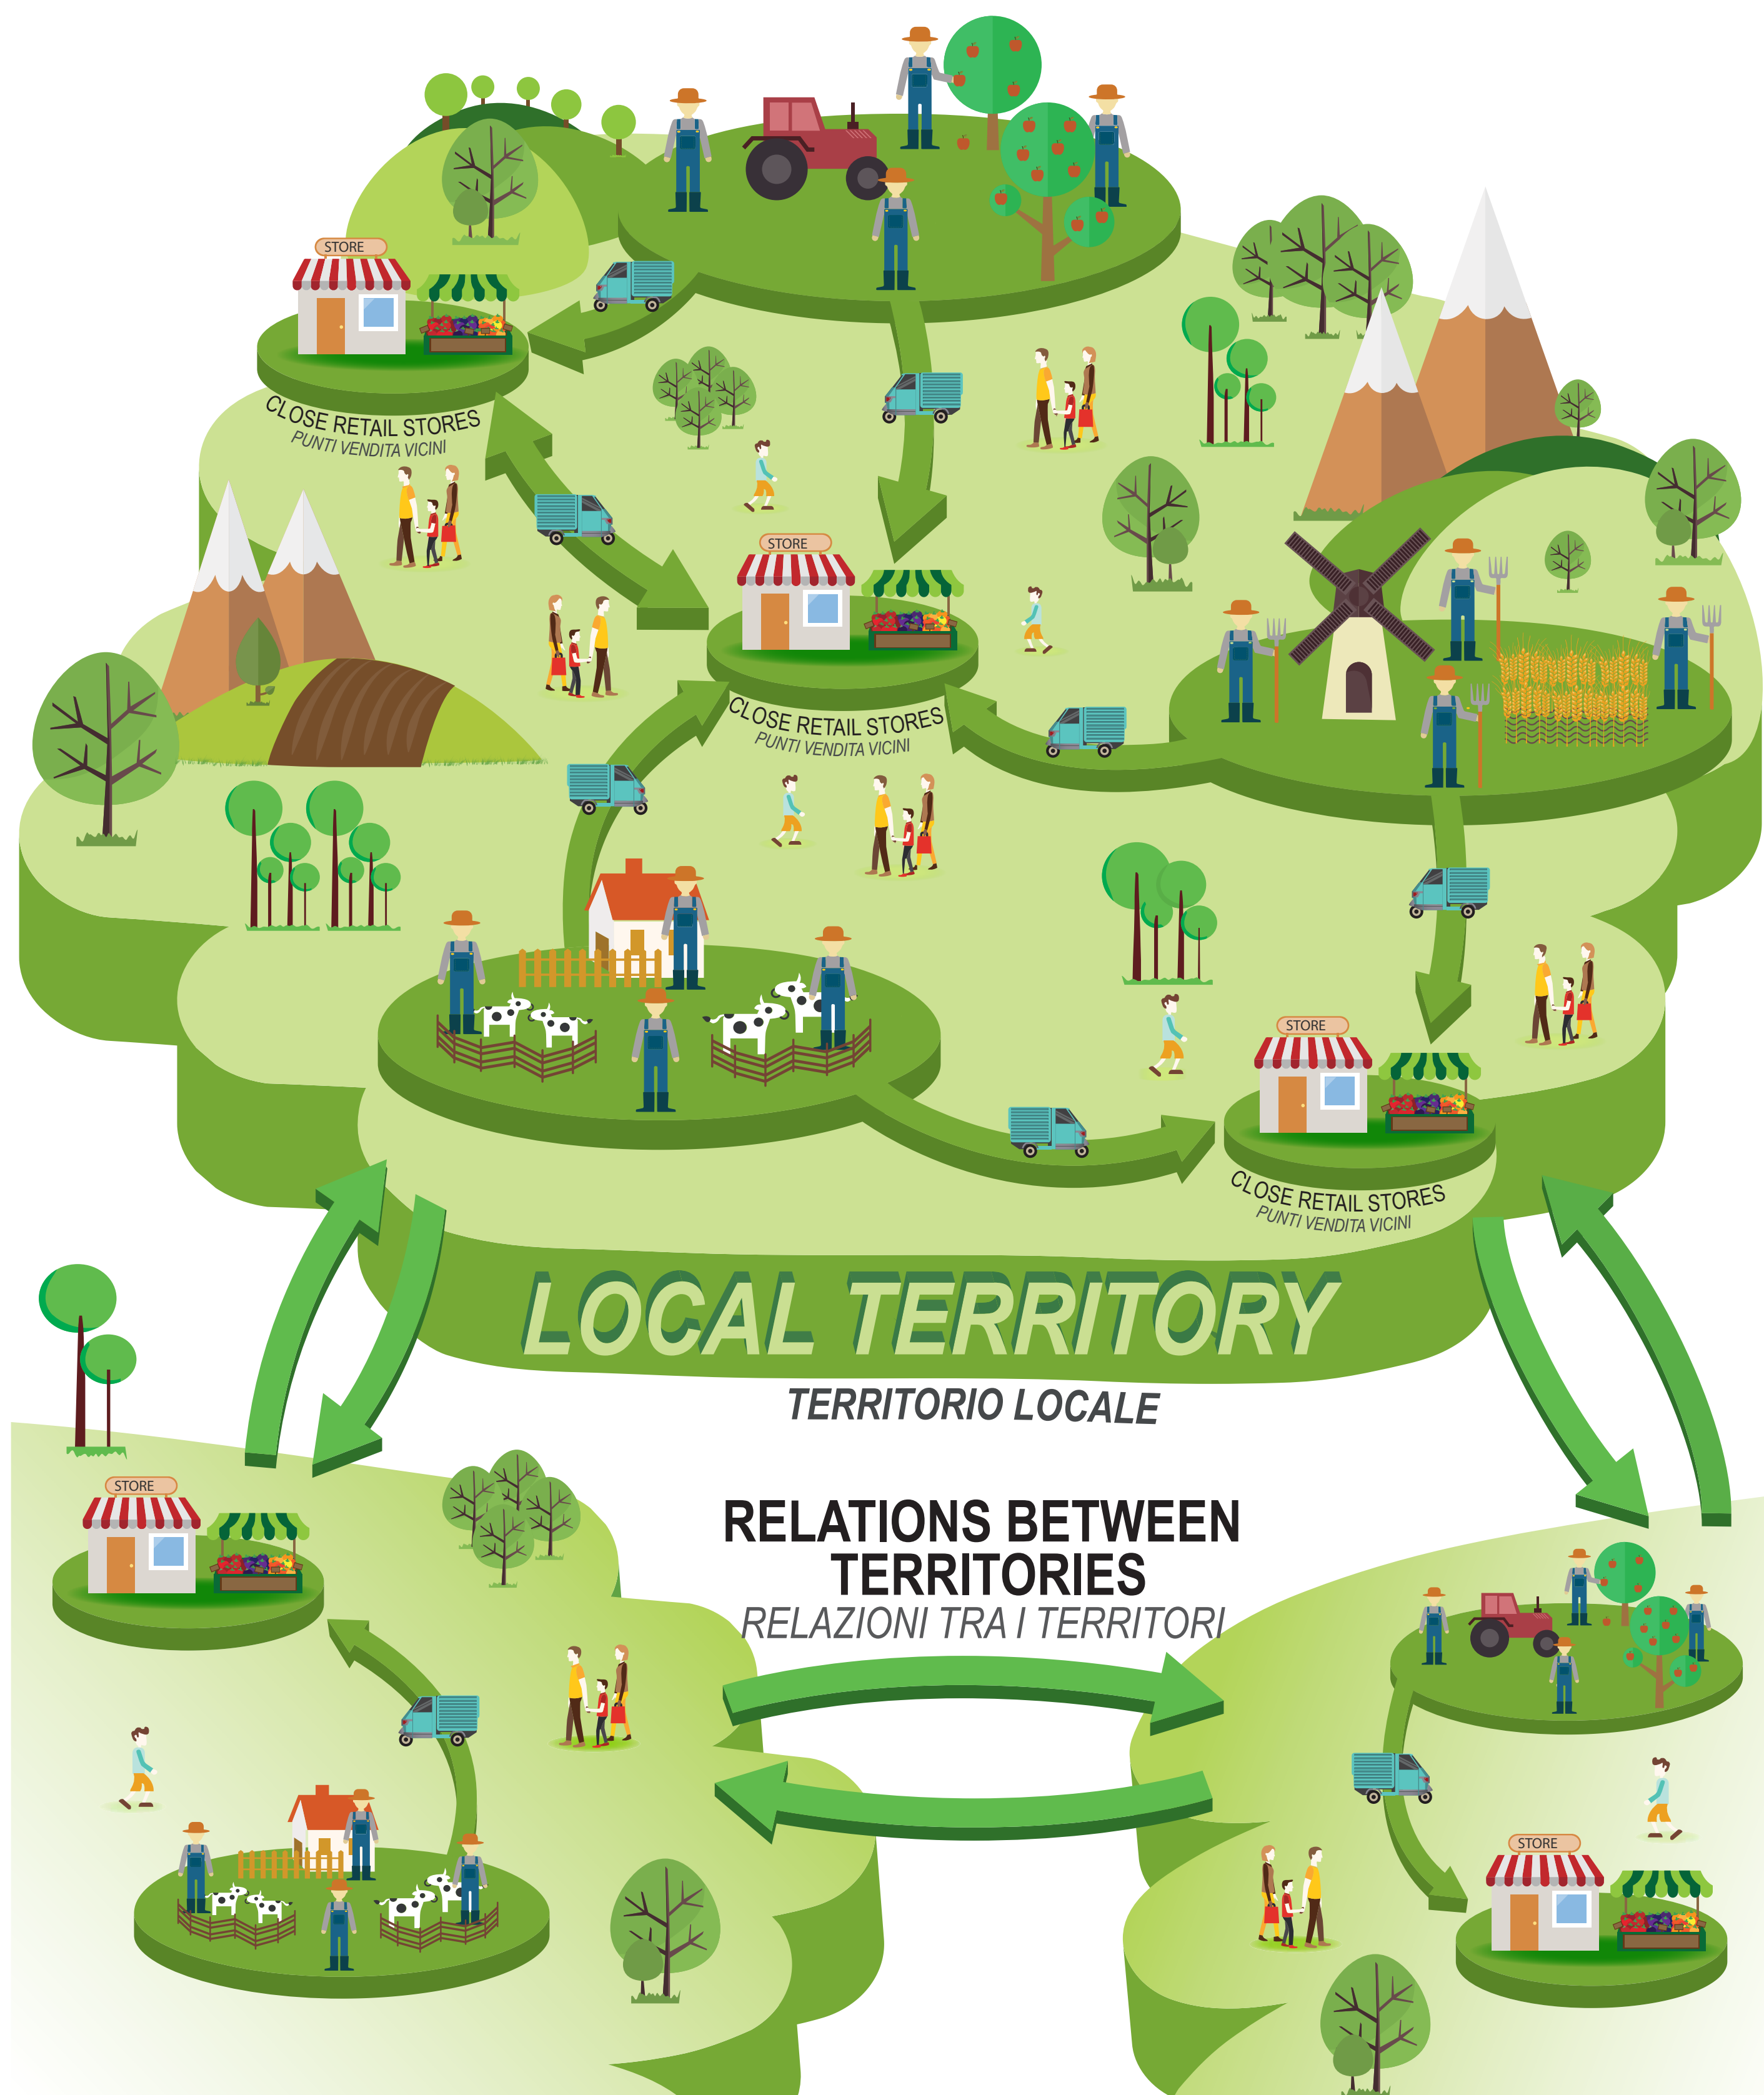 STORE
CLOSE RETAIL STORES
PUNTI VENDITA VICINI
STORE
CLOSE RETAIL STORES
PUNTI VENDITA VICINI
STORE
CLOSE RETAIL STORES
PUNTI VENDITA VICINI
LOCAL TERRITORY
TERRITORIO LOCALE
STORE
RELATIONS BETWEEN
TERRITORIES
RELAZIONI TRA I TERRITORI
STORE